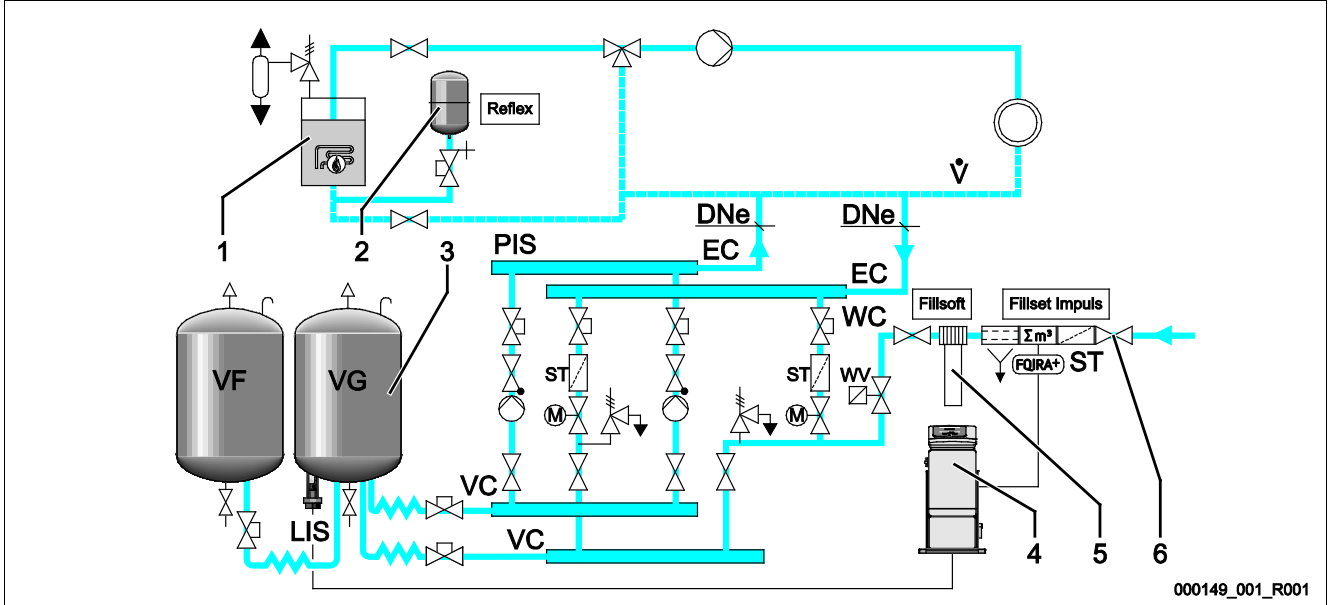 Reflex
V̇
1
2
3
PIS
DNe
DNe
EC
EC
Fillsoft
Fillset Impuls
WC
Σm³
FQIRA⁺
ST
VF
VG
ST
ST
WV
M
M
VC
LIS
VC
4
5
6
000149_001_R001